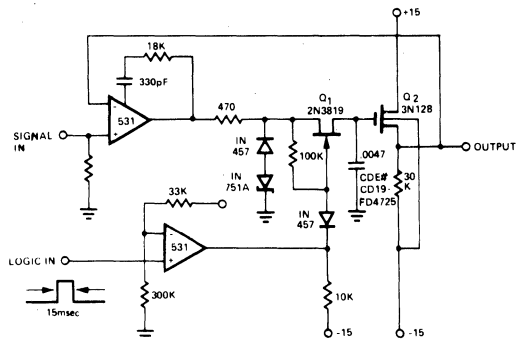 +15
18K
330pF
-
531
+
SIGNAL
IN
470
Q1
2N3819
Q2
3N128
OUTPUT
IN
457
100K
.0047
CDE#
CD19-
FD4725
30
K
IN
751A
IN
457
33K
-
531
+
LOGIC IN
300K
10K
15msec
-15
-15